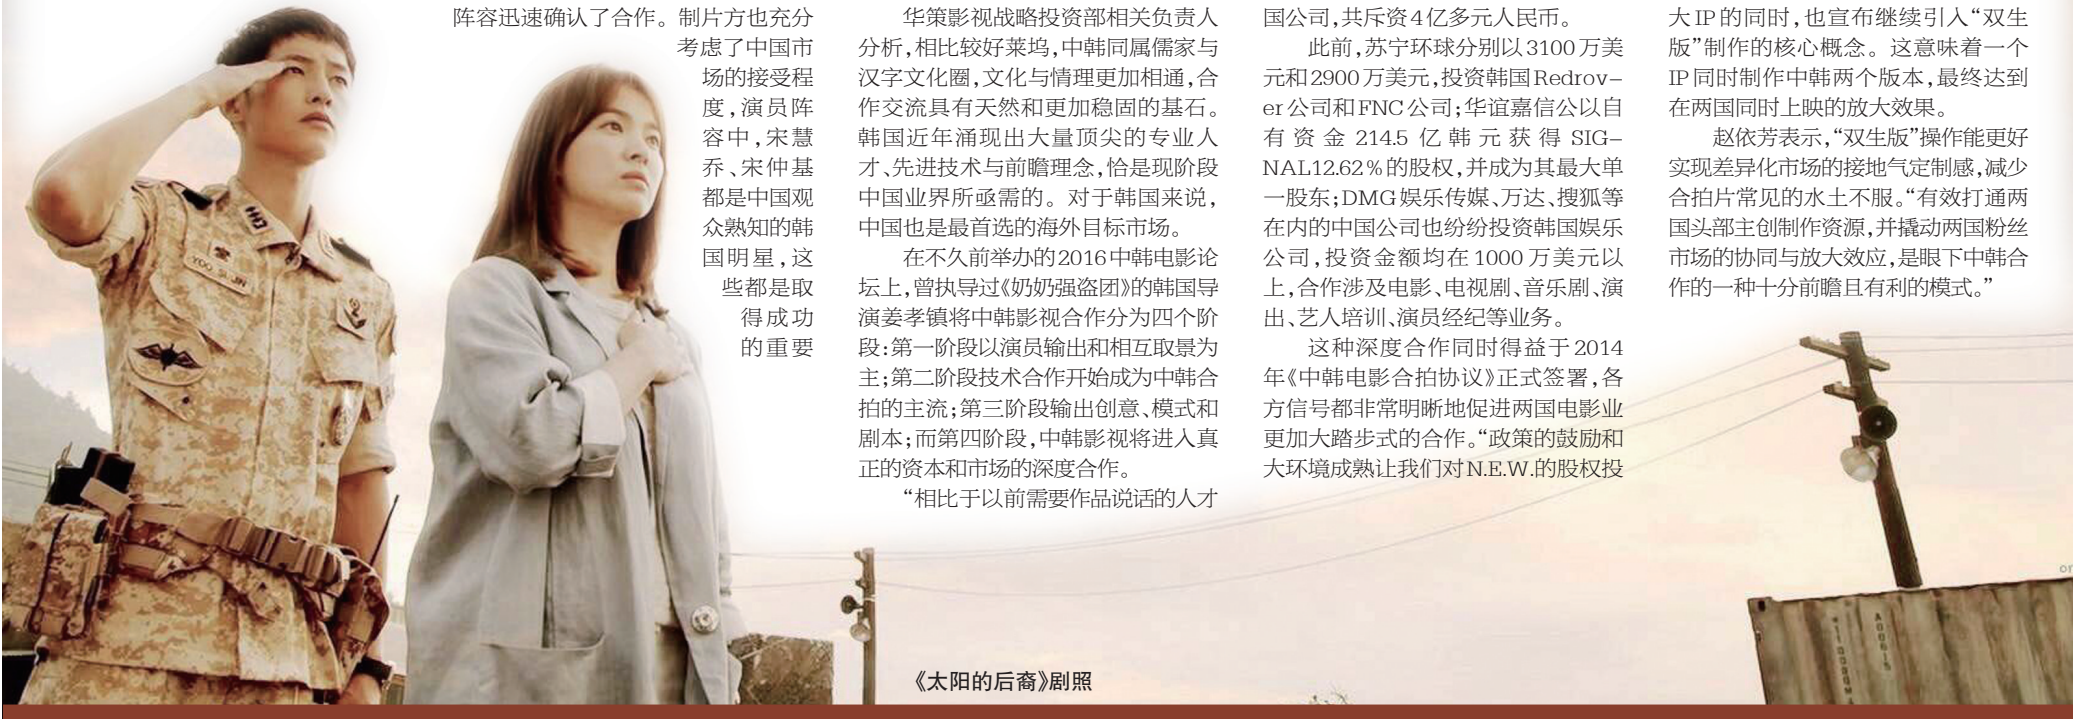 阵容迅速确认了合作。制片方也充分
考虑了中国市
场的接受程
度,演员阵
容中,宋慧
乔、宋仲基
都是中国观
众熟知的韩
国明星,这
些都是取
得成功
的重要
华策影视战略投资部相关负责人
分析,相比较好莱坞,中韩同属儒家与
汉字文化圈,文化与情理更加相通,合
作交流具有天然和更加稳固的基石。
韩国近年涌现出大量顶尖的专业人
才、先进技术与前瞻理念,恰是现阶段
中国业界所亟需的。对于韩国来说,
中国也是最首选的海外目标市场。
在不久前举办的2016中韩电影论
坛上,曾执导过《奶奶强盗团》的韩国导
演姜孝镇将中韩影视合作分为四个阶
段:第一阶段以演员输出和相互取景为
主;第二阶段技术合作开始成为中韩合
拍的主流;第三阶段输出创意、模式和
剧本;而第四阶段,中韩影视将进入真
正的资本和市场的深度合作。
“相比于以前需要作品说话的人才
国公司,共斥资4亿多元人民币。
此前,苏宁环球分别以3100万美
元和2900万美元,投资韩国Redrov-
er公司和FNC公司;华谊嘉信公以自
有资金214.5亿韩元获得SIG-
NAL12.62%的股权,并成为其最大单
一股东;DMG娱乐传媒、万达、搜狐等
在内的中国公司也纷纷投资韩国娱乐
公司,投资金额均在1000万美元以
上,合作涉及电影、电视剧、音乐剧、演
出、艺人培训、演员经纪等业务。
这种深度合作同时得益于2014
年《中韩电影合拍协议》正式签署,各
方信号都非常明晰地促进两国电影业
更加大踏步式的合作。“政策的鼓励和
大环境成熟让我们对N.E.W.的股权投
大IP的同时,也宣布继续引入“双生
版”制作的核心概念。这意味着一个
IP同时制作中韩两个版本,最终达到
在两国同时上映的放大效果。
赵依芳表示,“双生版”操作能更好
实现差异化市场的接地气定制感,减少
合拍片常见的水土不服。“有效打通两
国头部主创制作资源,并撬动两国粉丝
市场的协同与放大效应,是眼下中韩合
作的一种十分前瞻且有利的模式。”
YOO SI JIN
《太阳的后裔》剧照